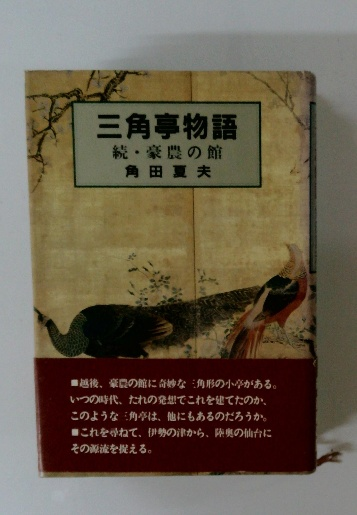 三角亭物語
続・豪農の館
角田夏夫
■越後、豪農の館に奇妙な三角形の小亭がある。
いつの時代、だれの発想でこれを建てたのか、
このような三角亭は、他にもあるのだろうか。
■これを尋ねて、伊勢の津から、陸奥の仙台に
その源流を捉える。